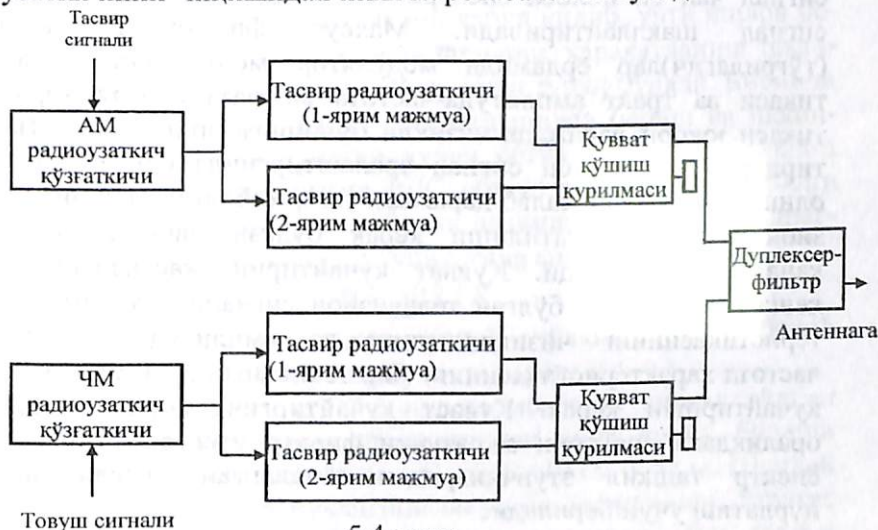 Тасвир
сигнали
АМ
радиоузаткич
қўзғаткичи
Тасвир радиоузаткичи
(1-ярим мажмуа)
Тасвир радиоузаткичи
(2-ярим мажмуа)
Қувват
қўшиш
қурилмаси
Дуплексер-
фильтр
Антеннага
ЧМ
радиоузаткич
қўзғаткичи
Товуш сигнали
Тасвир радиоузаткичи
(1-ярим мажмуа)
Тасвир радиоузаткичи
(2-ярим мажмуа)
Қувват
қўшиш
қурилмаси